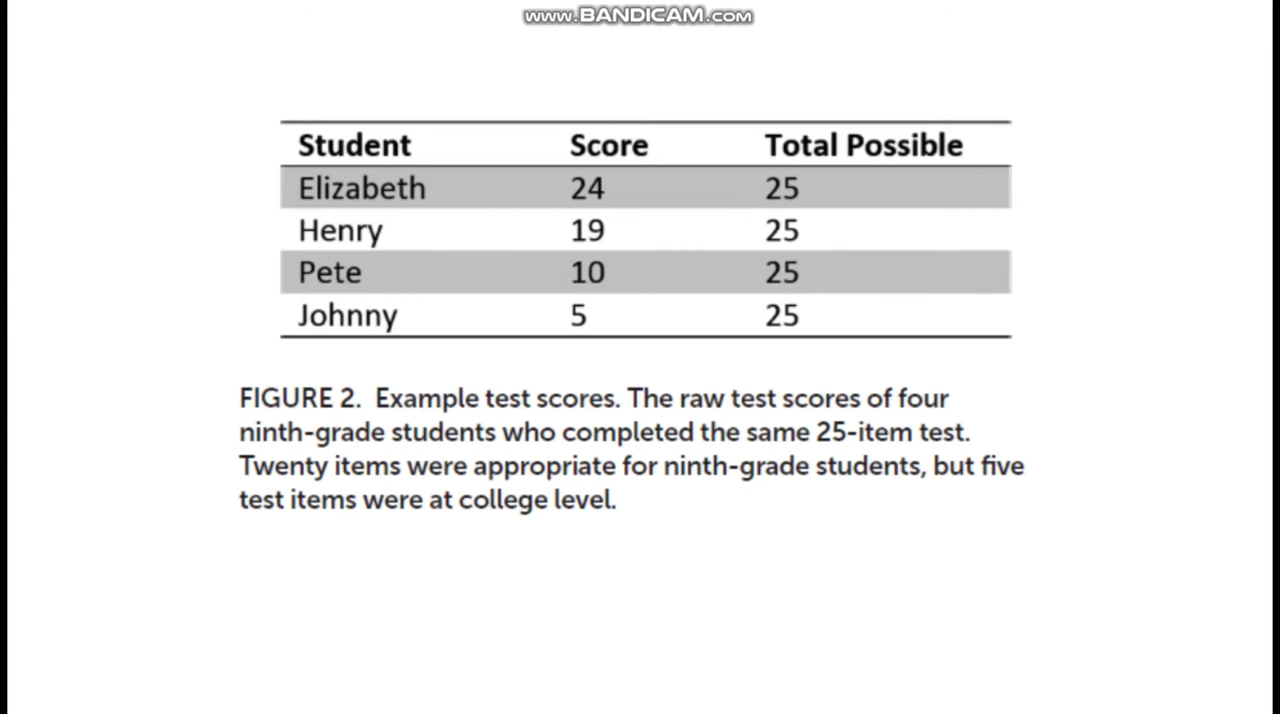 www.BANDICAM.com
Student Score Total Possible
Elizabeth 24 25
Henry 19 25
Pete 10 25
Johnny 5 25
FIGURE 2. Example test scores. The raw test scores of four
ninth-grade students who completed the same 25-item test.
Twenty items were appropriate for ninth-grade students, but five
test items were at college level.